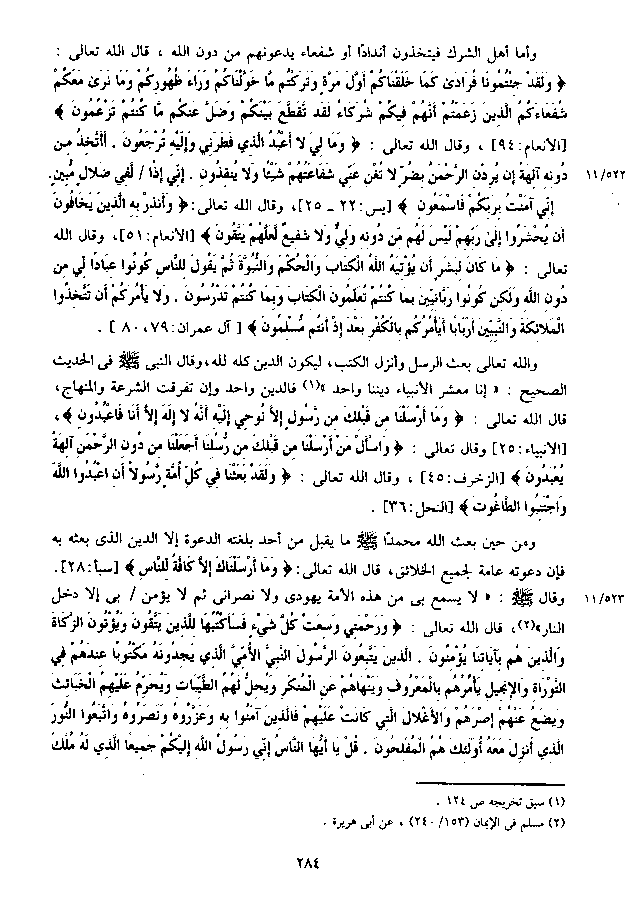 وأما أهل الشرك فيتخذون أندادًا أو شفعاء يدعونهم من دون الله ، قال الله تعالى :
﴿ وَلَقَدْ جِئْتُمُونَا فُرَادَىٰ كَمَا خَلَقْنَاكُمْ أَوَّلَ مَرَّةٍ وَتَرَكْتُم مَّا خَوَّلْنَاكُمْ وَرَاءَ ظُهُورِكُمْ وَمَا نَرَىٰ مَعَكُمْ
شُفَعَاءَكُمُ الَّذِينَ زَعَمْتُمْ أَنَّهُمْ فِيكُمْ شُرَكَاءُ لَقَد تَّقَطَّعَ بَيْنَكُمْ وَضَلَّ عَنكُم مَّا كُنتُمْ تَزْعُمُونَ ﴾
[الأنعام:٩٤] ، وقال الله تعالى : ﴿ وَمَا لِيَ لَا أَعْبُدُ الَّذِي فَطَرَنِي وَإِلَيْهِ تُرْجَعُونَ . أَأَتَّخِذُ مِن
١١/٥٢٢ دُونِهِ آلِهَةً إِن يُرِدْنِ الرَّحْمَٰنُ بِضُرٍّ لَّا تُغْنِ عَنِّي شَفَاعَتُهُمْ شَيْئًا وَلَا يُنقِذُونِ . إِنِّي إِذًا / لَّفِي ضَلَالٍ مُّبِينٍ.
إِنِّي آمَنتُ بِرَبِّكُمْ فَاسْمَعُونِ ﴾ [يس:٢٢ ـ ٢٥]، وقال الله تعالى:﴿ وَأَنذِرْ بِهِ الَّذِينَ يَخَافُونَ
أَن يُحْشَرُوا إِلَىٰ رَبِّهِمْ لَيْسَ لَهُم مِّن دُونِهِ وَلِيٌّ وَلَا شَفِيعٌ لَّعَلَّهُمْ يَتَّقُونَ ﴾ [الأنعام:٥١]، وقال الله
تعالى : ﴿ مَا كَانَ لِبَشَرٍ أَن يُؤْتِيَهُ اللَّهُ الْكِتَابَ وَالْحُكْمَ وَالنُّبُوَّةَ ثُمَّ يَقُولَ لِلنَّاسِ كُونُوا عِبَادًا لِّي مِن
دُونِ اللَّهِ وَلَٰكِن كُونُوا رَبَّانِيِّينَ بِمَا كُنتُمْ تُعَلِّمُونَ الْكِتَابَ وَبِمَا كُنتُمْ تَدْرُسُونَ . وَلَا يَأْمُرَكُمْ أَن تَتَّخِذُوا
الْمَلَائِكَةَ وَالنَّبِيِّينَ أَرْبَابًا أَيَأْمُرُكُم بِالْكُفْرِ بَعْدَ إِذْ أَنتُم مُّسْلِمُونَ ﴾ [ آل عمران:٧٩، ٨٠ ] .
والله تعالى بعث الرسل وأنزل الكتب، ليكون الدين كله لله، وقال النبي ﷺ فى الحديث
الصحيح : « إنا معشر الأنبياء ديننا واحد »(١) فالدين واحد وإن تفرقت الشرعة والمنهاج،
قال الله تعالى : ﴿ وَمَا أَرْسَلْنَا مِن قَبْلِكَ مِن رَّسُولٍ إِلَّا نُوحِي إِلَيْهِ أَنَّهُ لَا إِلَٰهَ إِلَّا أَنَا فَاعْبُدُونِ ﴾،
[الأنبياء:٢٥] وقال تعالى : ﴿ وَاسْأَلْ مَنْ أَرْسَلْنَا مِن قَبْلِكَ مِن رُّسُلِنَا أَجَعَلْنَا مِن دُونِ الرَّحْمَٰنِ آلِهَةً
يُعْبَدُونَ ﴾ [الزخرف:٤٥] ، وقال الله تعالى : ﴿ وَلَقَدْ بَعَثْنَا فِي كُلِّ أُمَّةٍ رَّسُولًا أَنِ اعْبُدُوا اللَّهَ
وَاجْتَنِبُوا الطَّاغُوتَ ﴾ [النحل:٣٦] .
ومن حين بعث الله محمدًا ﷺ ما يقبل من أحد بلغته الدعوة إلا الدين الذى بعثه به
فإن دعوته عامة لجميع الخلائق، قال الله تعالى:﴿ وَمَا أَرْسَلْنَاكَ إِلَّا كَافَّةً لِّلنَّاسِ ﴾ [سبأ:٢٨].
١١/٥٢٣ وقال ﷺ : « لا يسمع بى من هذه الأمة يهودى ولا نصرانى ثم لا يؤمن / بى إلا دخل
النار»(٢)، قال الله تعالى : ﴿ وَرَحْمَتِي وَسِعَتْ كُلَّ شَيْءٍ فَسَأَكْتُبُهَا لِلَّذِينَ يَتَّقُونَ وَيُؤْتُونَ الزَّكَاةَ
وَالَّذِينَ هُم بِآيَاتِنَا يُؤْمِنُونَ . الَّذِينَ يَتَّبِعُونَ الرَّسُولَ النَّبِيَّ الْأُمِّيَّ الَّذِي يَجِدُونَهُ مَكْتُوبًا عِندَهُمْ فِي
التَّوْرَاةِ وَالْإِنجِيلِ يَأْمُرُهُم بِالْمَعْرُوفِ وَيَنْهَاهُمْ عَنِ الْمُنكَرِ وَيُحِلُّ لَهُمُ الطَّيِّبَاتِ وَيُحَرِّمُ عَلَيْهِمُ الْخَبَائِثَ
وَيَضَعُ عَنْهُمْ إِصْرَهُمْ وَالْأَغْلَالَ الَّتِي كَانَتْ عَلَيْهِمْ فَالَّذِينَ آمَنُوا بِهِ وَعَزَّرُوهُ وَنَصَرُوهُ وَاتَّبَعُوا النُّورَ
الَّذِي أُنزِلَ مَعَهُ أُولَٰئِكَ هُمُ الْمُفْلِحُونَ . قُلْ يَا أَيُّهَا النَّاسُ إِنِّي رَسُولُ اللَّهِ إِلَيْكُمْ جَمِيعًا الَّذِي لَهُ مُلْكُ
(١) سبق تخريجه ص ١٢٤ .
(٢) مسلم فى الإيمان (١٥٣/ ٢٤٠) ، عن أبى هريرة .
٢٨٤